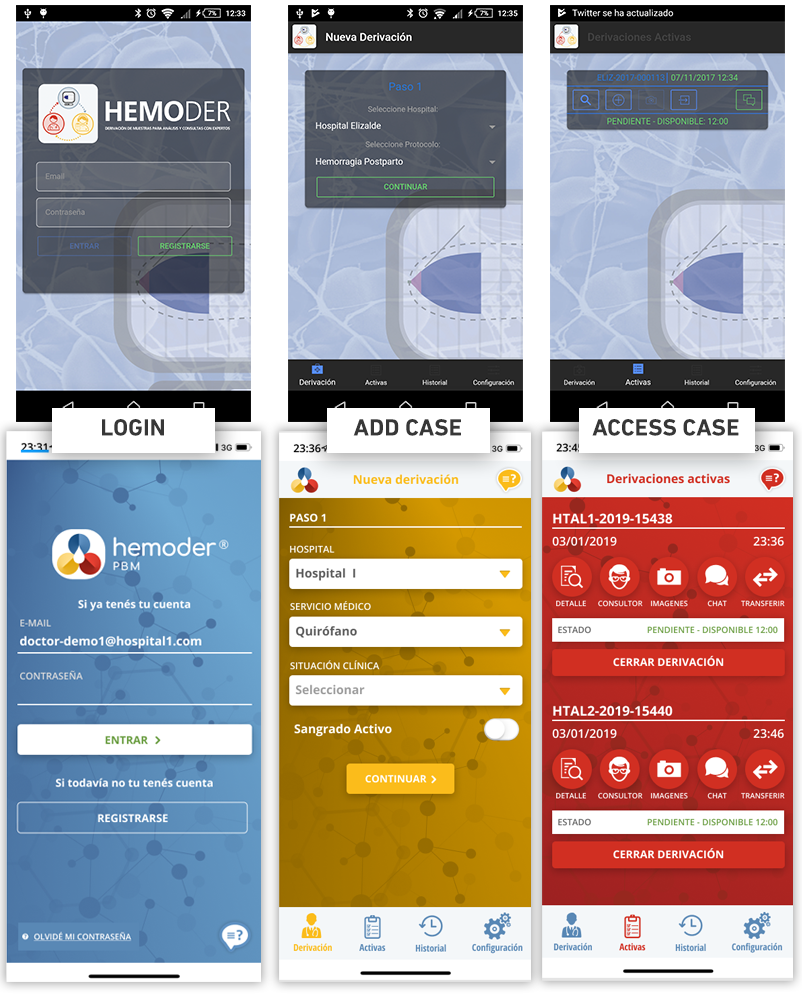 12:33
HEMODER
DERIVACIÓN DE MUESTRAS PARA ANÁLISIS Y CONSULTAS CON EXPERTOS
Email
Contraseña
ENTRAR
REGISTRARSE
7%
12:35
Nueva Derivación
Paso 1
Seleccione Hospital:
Hospital Elizalde
Seleccione Protocolo:
Hemorragia Postparto
CONTINUAR
Derivación
Activas
Historial
Configuración
Twitter se ha actualizado
Derivaciones Activas
ELIZ-2017-000113| 07/11/2017 12:34
PENDIENTE - DISPONIBLE: 12:00
Derivación
Activas
Historial
Configuración
LOGIN
ADD CASE
ACCESS CASE
23:31
3G
hemoder®
PBM
Si ya tenés tu cuenta
E-MAIL
doctor-demo1@hospital1.com
CONTRASEÑA
ENTRAR >
Si todavía no tu tenés cuenta
REGISTRARSE
OLVIDÉ MI CONTRASEÑA
≡?
23:36
3G
Nueva derivación
≡?
PASO 1
HOSPITAL
Hospital I
SERVICIO MÉDICO
Quirófano
SITUACIÓN CLÍNICA
Seleccionar
Sangrado Activo
CONTINUAR >
Derivación
Activas
Historial
Configuración
3G
Derivaciones activas
≡?
HTAL1-2019-15438
03/01/2019 23:36
DETALLE CONSULTOR IMAGENES CHAT TRANSFERIR
ESTADO PENDIENTE - DISPONIBLE 12:00
CERRAR DERIVACIÓN
HTAL2-2019-15440
03/01/2019 23:46
DETALLE CONSULTOR IMAGENES CHAT TRANSFERIR
ESTADO PENDIENTE - DISPONIBLE 12:00
CERRAR DERIVACIÓN
Derivación
Activas
Historial
Configuración